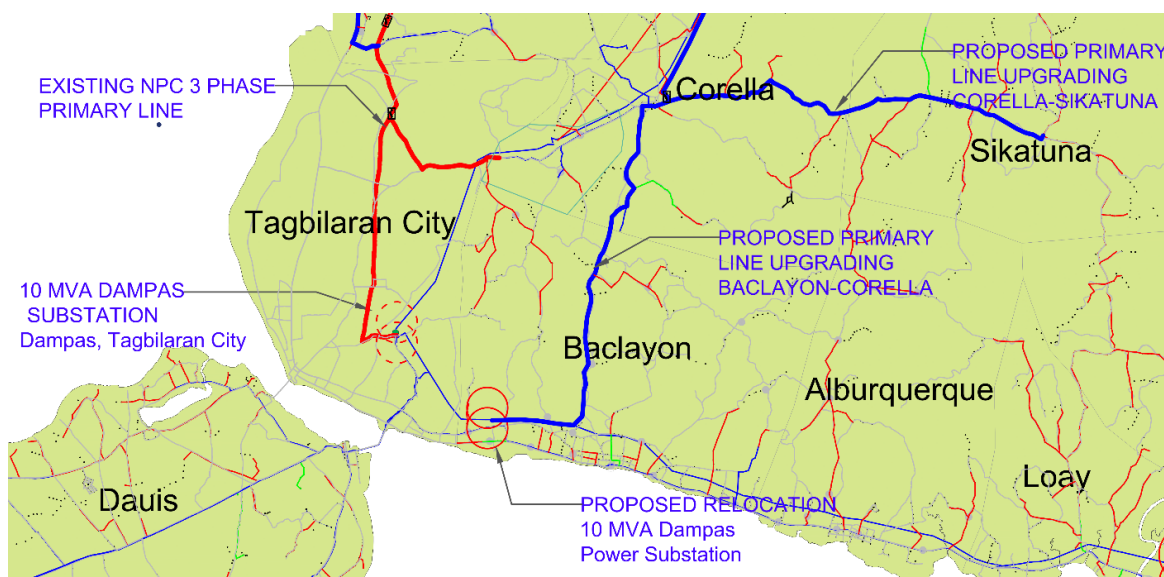 EXISTING NPC 3 PHASE
PRIMARY LINE
Corella
PROPOSED PRIMARY
LINE UPGRADING
CORELLA-SIKATUNA
Sikatuna
Tagbilaran City
PROPOSED PRIMARY
LINE UPGRADING
BACLAYON-CORELLA
10 MVA DAMPAS
SUBSTATION
Dampas, Tagbilaran City
Baclayon
Alburquerque
Loay
Dauis
PROPOSED RELOCATION
10 MVA Dampas
Power Substation